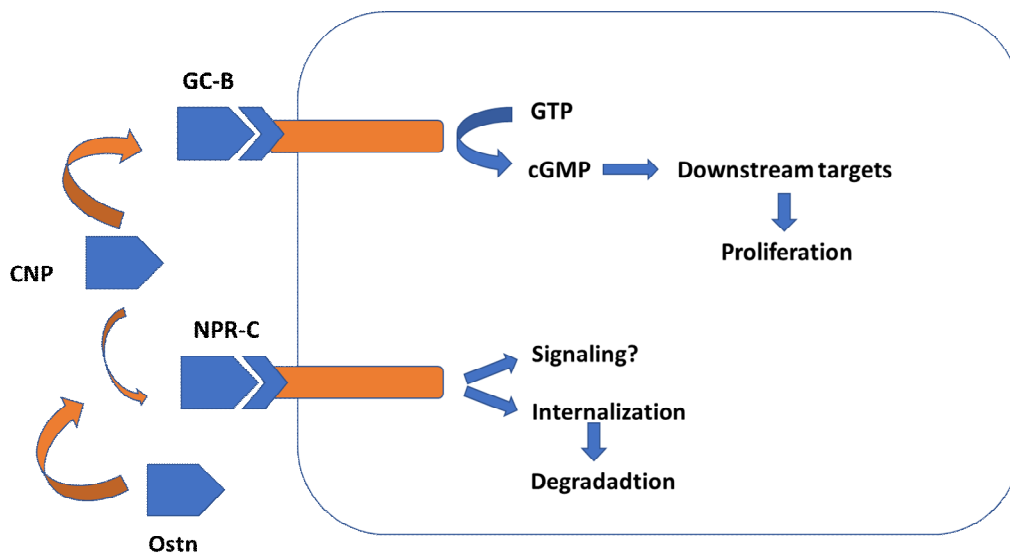 GC-B
GTP
cGMP
Downstream targets
Proliferation
CNP
NPR-C
Signaling?
Internalization
Degradadtion
Ostn